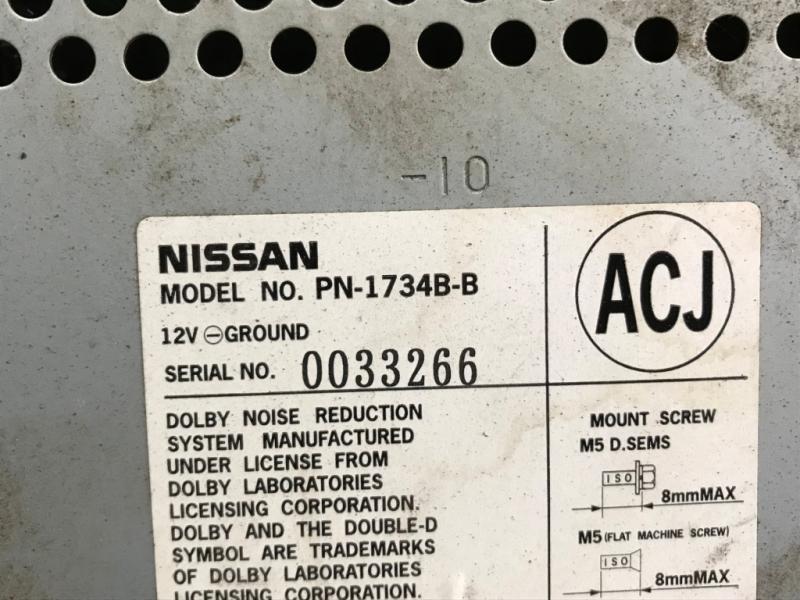 -10
NISSAN
MODEL NO. PN-1734B-B
12V ⊖ GROUND
SERIAL NO. 0033266
ACJ
DOLBY NOISE REDUCTION
SYSTEM MANUFACTURED
UNDER LICENSE FROM
DOLBY LABORATORIES
LICENSING CORPORATION.
DOLBY AND THE DOUBLE-D
SYMBOL ARE TRADEMARKS
OF DOLBY LABORATORIES
LICENSING CORPORATION.
MOUNT SCREW
M5 D.SEMS
ISO
8mmMAX
M5 (FLAT MACHINE SCREW)
ISO
8mmMAX